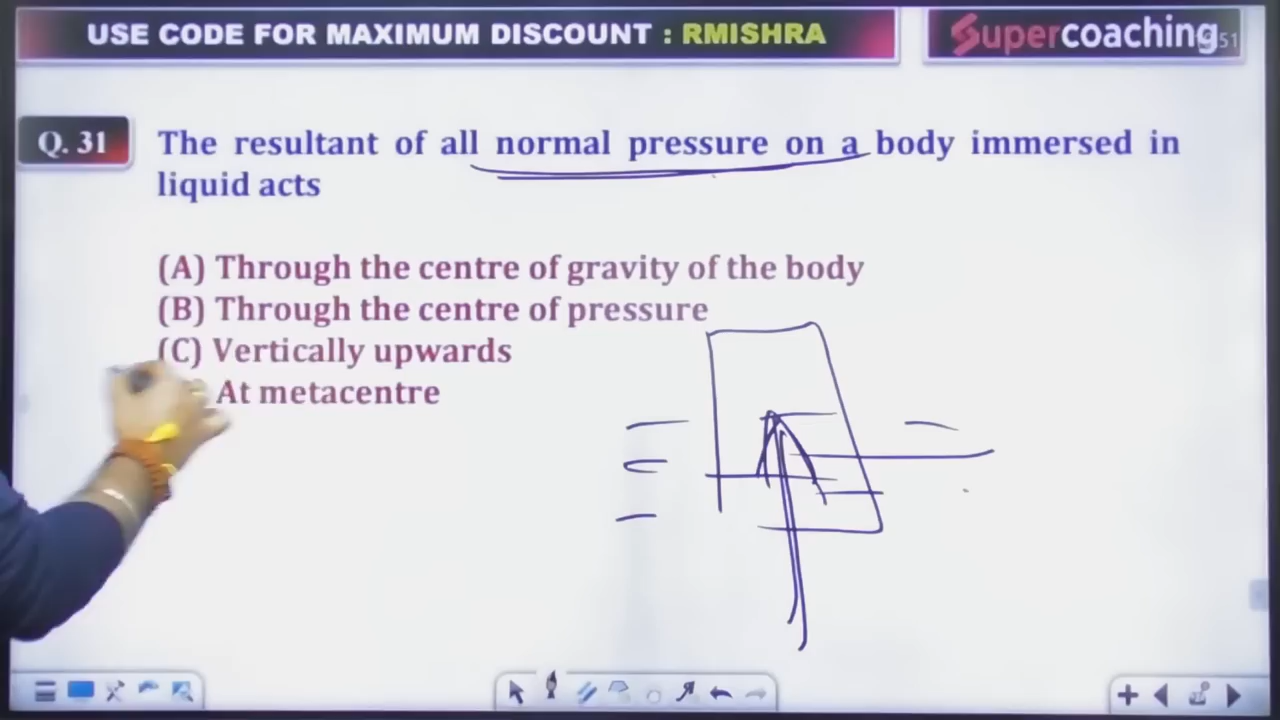 USE CODE FOR MAXIMUM DISCOUNT : RMISHRA
Supercoaching
51
Q. 31
The resultant of all normal pressure on a body immersed in
liquid acts
(A) Through the centre of gravity of the body
(B) Through the centre of pressure
(C) Vertically upwards
At metacentre